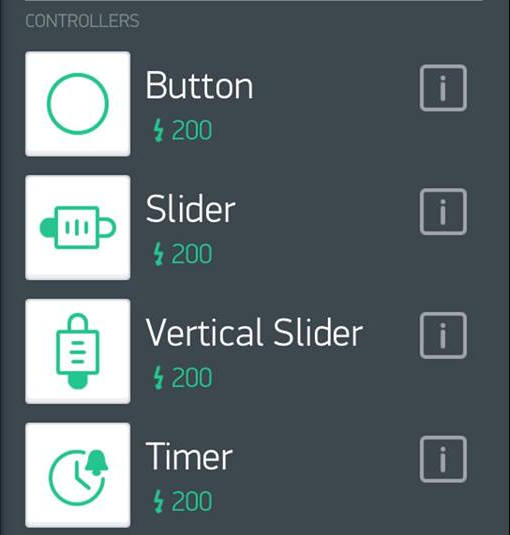 CONTROLLERS
Button
200
Slider
200
Vertical Slider
200
Timer
200